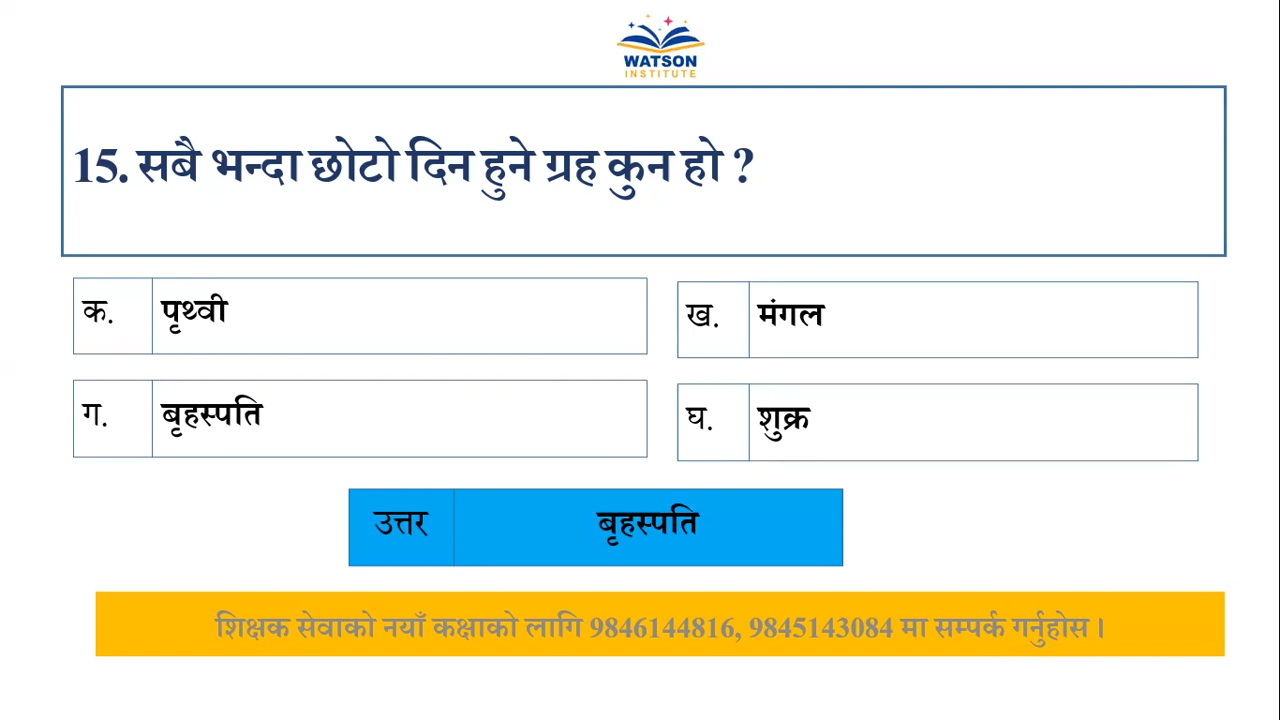 WATSON
INSTITUTE
15. सबै भन्दा छोटो दिन हुने ग्रह कुन हो ?
क. पृथ्वी
ख. मंगल
ग. बृहस्पति
घ. शुक्र
उत्तर बृहस्पति
शिक्षक सेवाको नयाँ कक्षाको लागि 9846144816, 9845143084 मा सम्पर्क गर्नुहोस ।